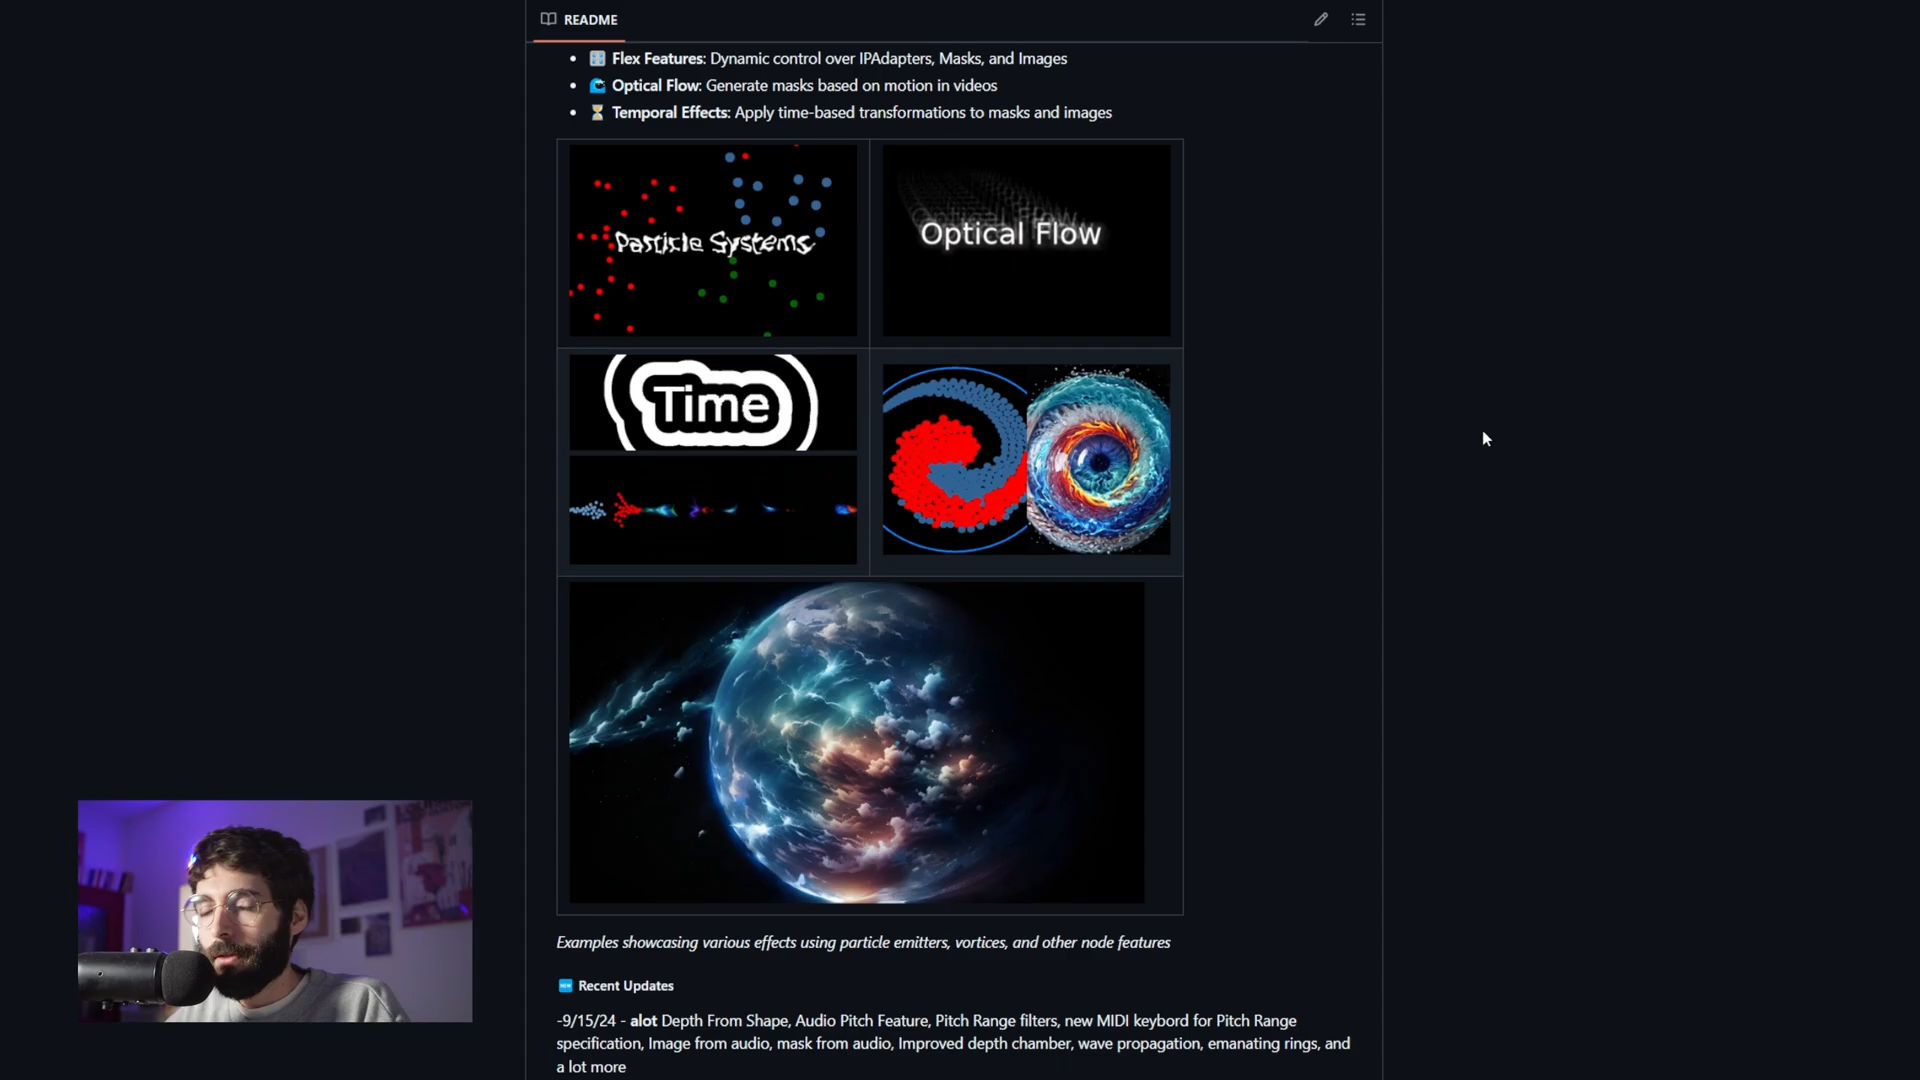 README
Flex Features: Dynamic control over IPAdapters, Masks, and Images
Optical Flow: Generate masks based on motion in videos
Temporal Effects: Apply time-based transformations to masks and images
Particle Systems
Optical Flow
Time
Examples showcasing various effects using particle emitters, vortices, and other node features
NEW Recent Updates
-9/15/24 - alot Depth From Shape, Audio Pitch Feature, Pitch Range filters, new MIDI keybord for Pitch Range
specification, Image from audio, mask from audio, Improved depth chamber, wave propagation, emanating rings, and
a lot more